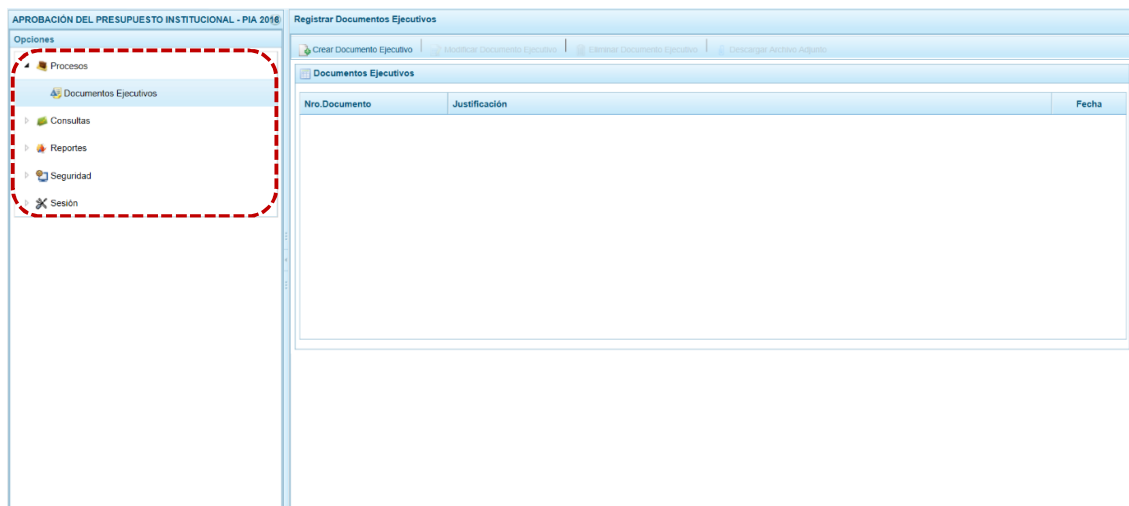 APROBACIÓN DEL PRESUPUESTO INSTITUCIONAL - PIA 2016
Opciones
Procesos
Documentos Ejecutivos
Consultas
Reportes
Seguridad
Sesión
Registrar Documentos Ejecutivos
Crear Documento Ejecutivo Modificar Documento Ejecutivo Eliminar Documento Ejecutivo Descargar Archivo Adjunto
Documentos Ejecutivos
Nro.Documento Justificación Fecha